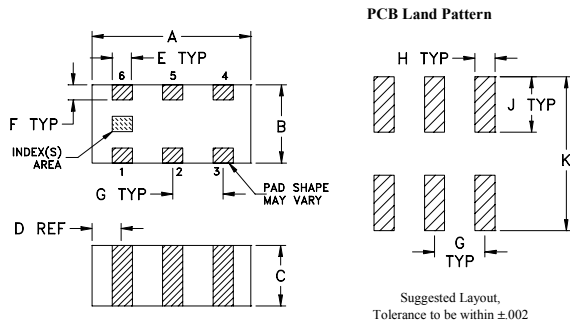 PCB Land Pattern
A
E TYP
6 5 4
F TYP
B
INDEX(S)
AREA
1 2 3
G TYP
PAD SHAPE
MAY VARY
D REF
C
H TYP
J TYP
K
G
TYP
Suggested Layout,
Tolerance to be within ±.002